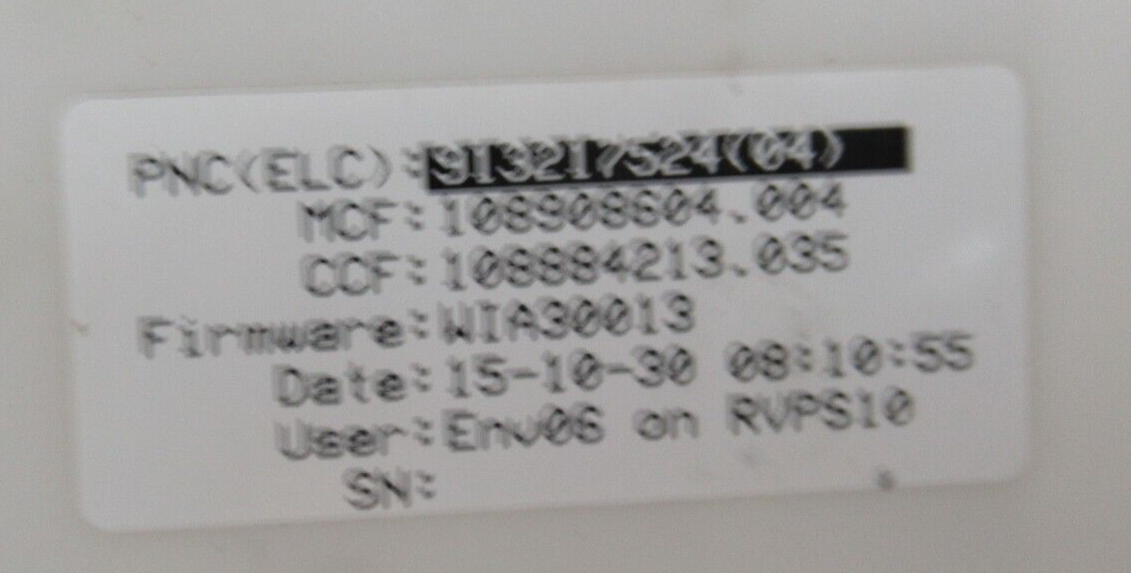 PNC(ELC):913217524(04)
MCF:108908604.004
CCF:108884213.035
Firmware:WIA30013
Date:15-10-30 08:10:55
User:Env06 on RVPS10
SN: